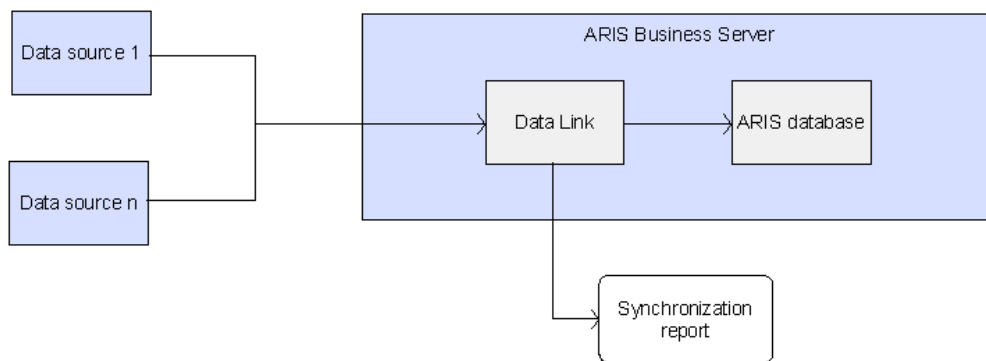 Data source 1
ARIS Business Server
Data Link
ARIS database
Data source n
Synchronization
report